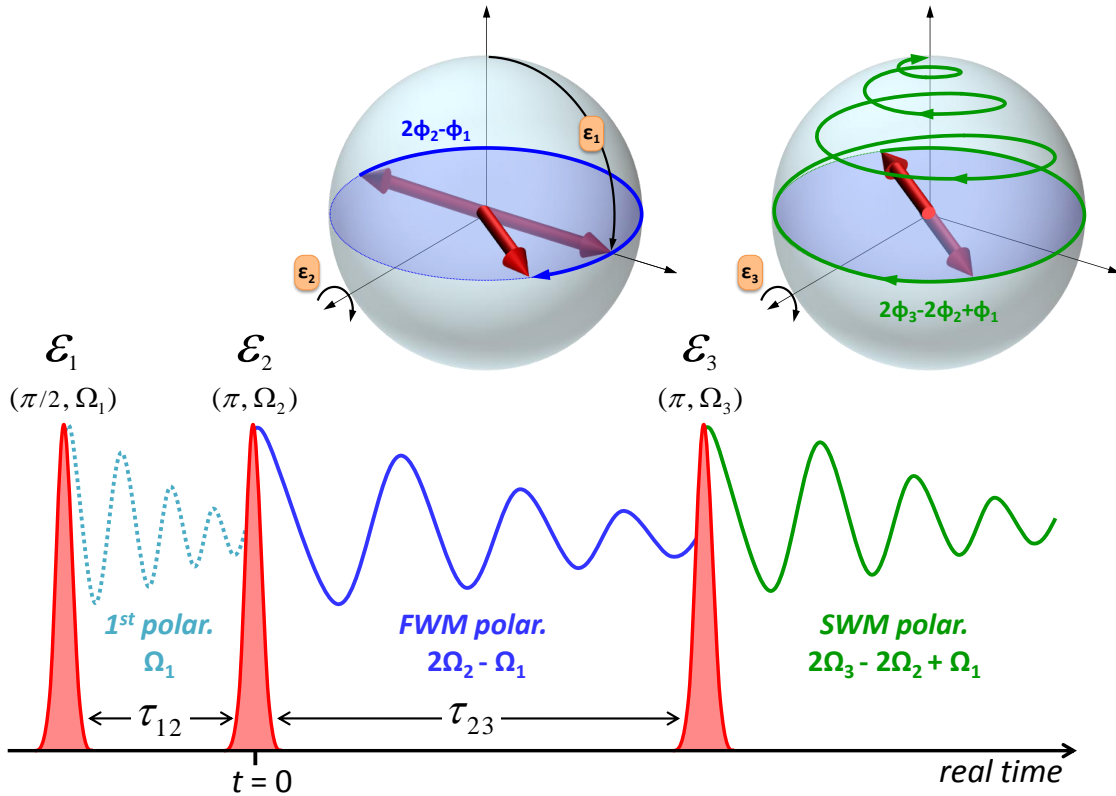 2ϕ₂-ϕ₁
ε₁
ε₂
ε₃
2ϕ₃-2ϕ₂+ϕ₁
ℰ₁
(π/2, Ω₁)
ℰ₂
(π, Ω₂)
ℰ₃
(π, Ω₃)
1ˢᵗ polar.
Ω₁
FWM polar.
2Ω₂ - Ω₁
SWM polar.
2Ω₃ - 2Ω₂ + Ω₁
τ₁₂
τ₂₃
t = 0
real time